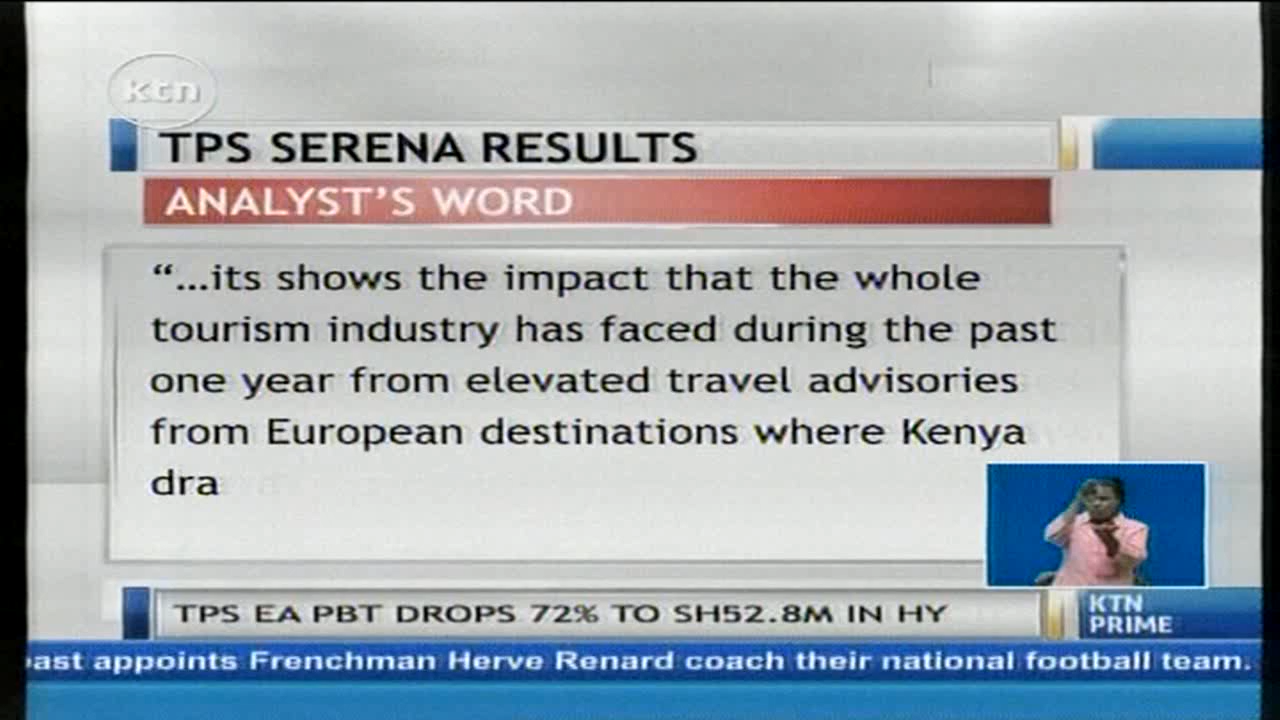 ktn
TPS SERENA RESULTS
ANALYST'S WORD
“...its shows the impact that the whole
tourism industry has faced during the past
one year from elevated travel advisories
from European destinations where Kenya
dra
TPS EA PBT DROPS 72% TO SH52.8M IN HY
KTN
PRIME
oast appoints Frenchman Herve Renard coach their national football team.